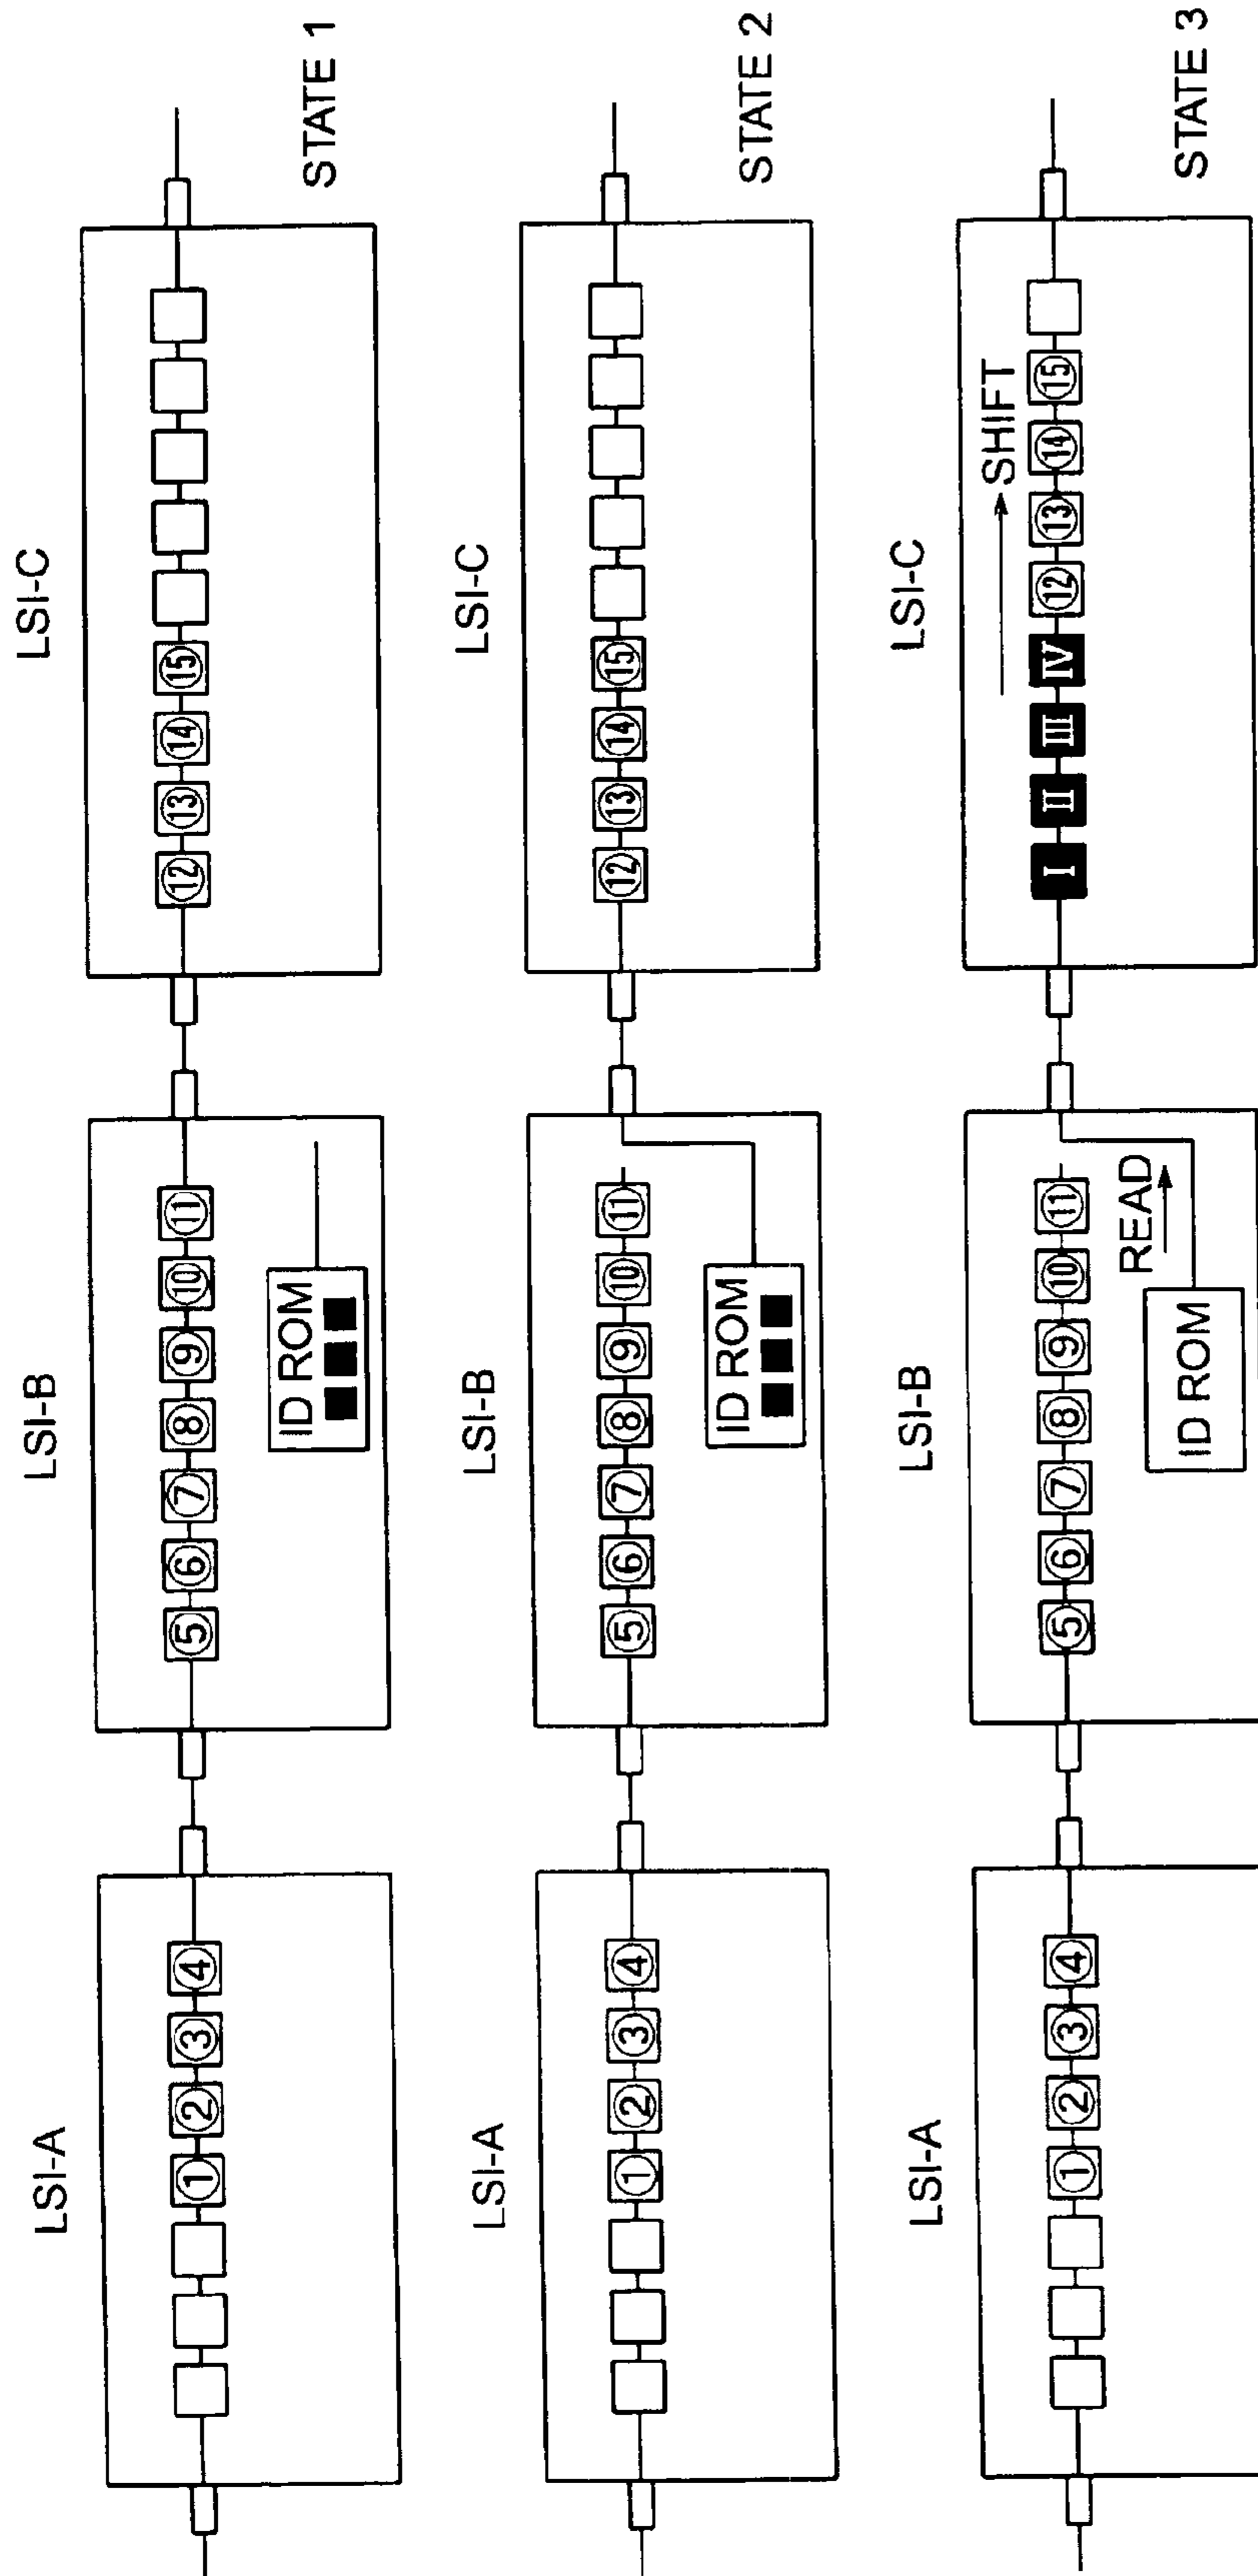 LSI-A LSI-B LSI-C
① ② ③ ④ ⑤ ⑥ ⑦ ⑧ ⑨ ⑩ ⑪ ⑫ ⑬ ⑭ ⑮
ID ROM
STATE 1
LSI-A LSI-B LSI-C
① ② ③ ④ ⑤ ⑥ ⑦ ⑧ ⑨ ⑩ ⑪ ⑫ ⑬ ⑭ ⑮
ID ROM
STATE 2
LSI-A LSI-B LSI-C
SHIFT
① ② ③ ④ ⑤ ⑥ ⑦ ⑧ ⑨ ⑩ ⑪ I II III IV ⑫ ⑬ ⑭ ⑮
READ
ID ROM
STATE 3